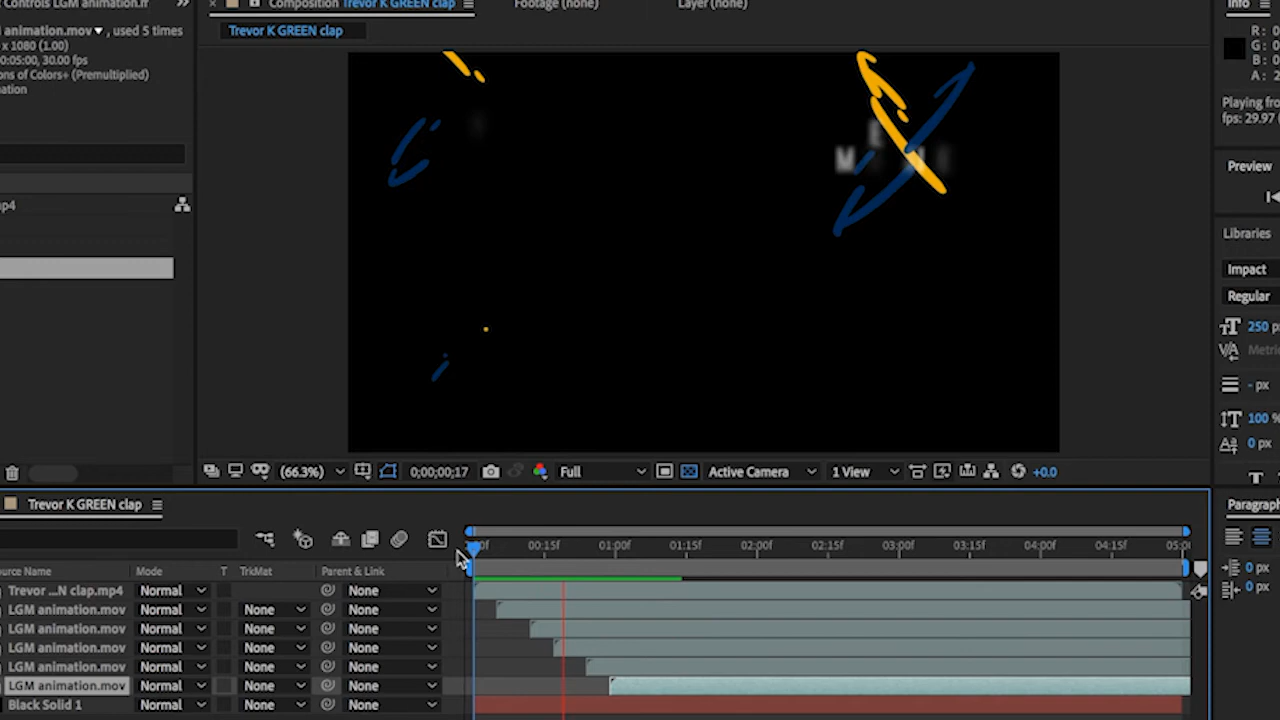 Controls LGM animation.m
Composition Trevor K GREEN clap
Footage (none)
Layer (none)
Info
animation.mov ▾, used 5 times
x 1080 (1.00)
0:05:00, 30.00 fps
ons of Colors+ (Premultiplied)
nation
Trevor K GREEN clap
R: 0
G: 0
B: 0
A: 2
Playing fro
fps: 29.97
E
M
Preview
p4
Libraries
Impact
Regular
250 p
Metric
- px
100 %
0 px
(66.3%)
0;00;00;17
Full
Active Camera
1 View
+0.0
Trevor K GREEN clap
Paragraph
00f 00:15f 01:00f 01:15f 02:00f 02:15f 03:00f 03:15f 04:00f 04:15f 05:0
0 px
0 px
ource Name Mode T TrkMat Parent & Link
Trevor ...N clap.mp4 Normal None
LGM animation.mov Normal None None
LGM animation.mov Normal None None
LGM animation.mov Normal None None
LGM animation.mov Normal None None
LGM animation.mov Normal None None
Black Solid 1 Normal None None